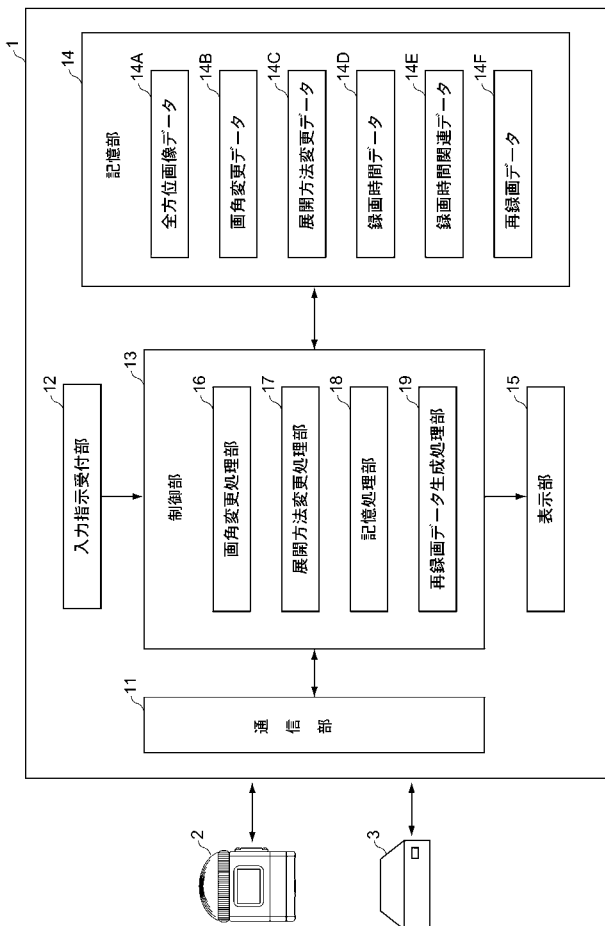 1
14
記憶部
14A
全方位画像データ
14B
画角変更データ
14C
展開方法変更データ
14D
録画時間データ
14E
録画時間関連データ
14F
再録画データ
12
入力指示受付部
13
制御部
16
画角変更処理部
17
展開方法変更処理部
18
記憶処理部
19
再録画データ生成処理部
15
表示部
11
通信部
2
3